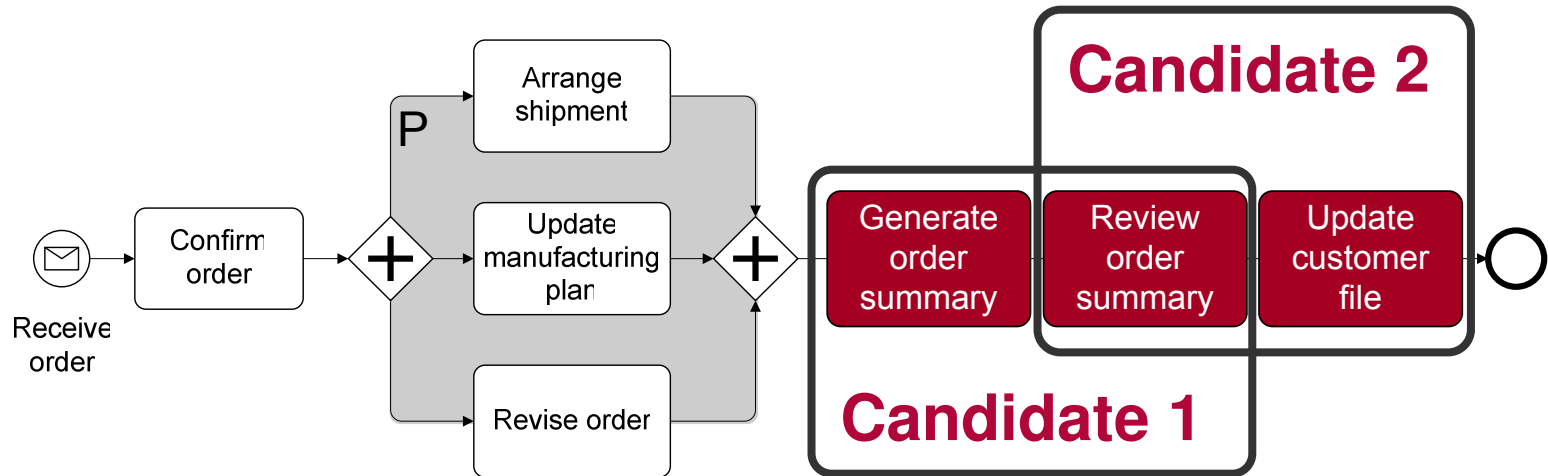 Receive
order
Confirm
order
P
Arrange
shipment
Update
manufacturing
plan
Revise order
Generate
order
summary
Review
order
summary
Update
customer
file
Candidate 1
Candidate 2